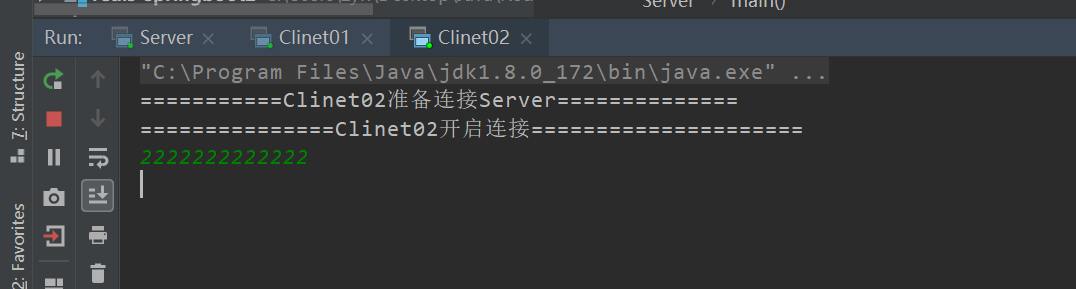 Server
main()
Run:
Server
Clinet01
Clinet02
7: Structure
2: Favorites
"C:\Program Files\Java\jdk1.8.0_172\bin\java.exe" ...
===========Clinet02准备连接Server==============
===============Clinet02开启连接=====================
2222222222222